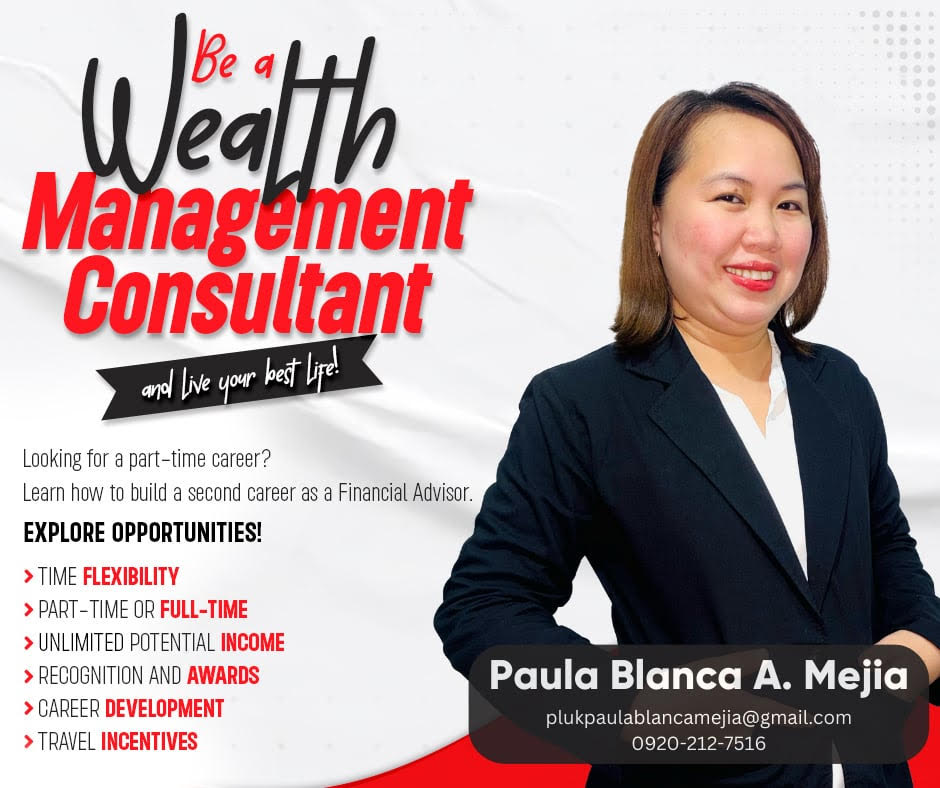 Be a
Wealth
Management
Consultant
and live your best life!
Looking for a part-time career?
Learn how to build a second career as a Financial Advisor.
EXPLORE OPPORTUNITIES!
TIME FLEXIBILITY
PART-TIME OR FULL-TIME
UNLIMITED POTENTIAL INCOME
RECOGNITION AND AWARDS
CAREER DEVELOPMENT
TRAVEL INCENTIVES
Paula Blanca A. Mejia
plukpaulablancamejia@gmail.com
0920-212-7516